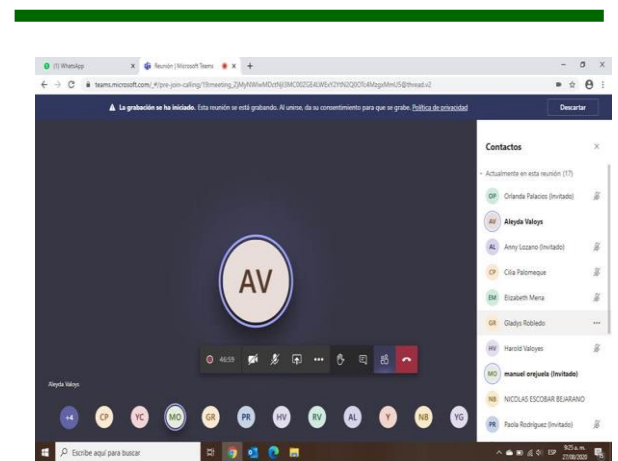 (1) WhatsApp
Reunión | Microsoft Teams
La grabación se ha iniciado. Esta reunión se está grabando. Al unirse, da su consentimiento para que se grabe. Política de privacidad
Descartar
Contactos
Actualmente en esta reunión (17)
OP Orlanda Palacios (Invitado)
AV Aleyda Valoys
AL Anny Lozano (Invitado)
CP Cilia Palomeque
EM Elizabeth Mena
GR Gladys Robledo
HV Harold Valoyes
MO manuel orejuela (Invitado)
NB NICOLAS ESCOBAR BEJARANO
PR Paola Rodríguez (Invitado)
AV
46:59
Aleyda Valoys
+4 CP YC MO GR PR HV RV AL Y NB YG
Escribe aquí para buscar
ESP
9:25 a. m.
27/08/2020